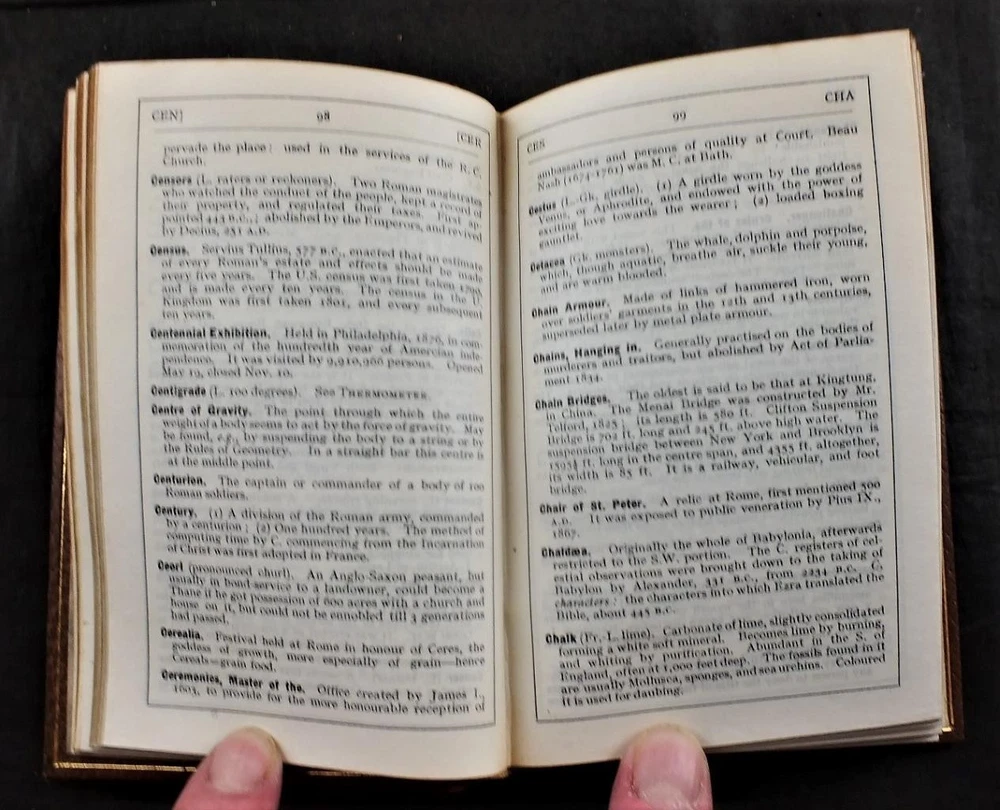 CEN] 98 [CER
pervade the place: used in the services of the R. C.
Church.
Censors (L. raters or reckoners). Two Roman magistrates
who watched the conduct of the people, kept a record of
their property, and regulated their taxes. First ap-
pointed 443 B.C.; abolished by the Emperors, and revived
by Decius, 251 A.D.
Census. Servius Tullius, 577 B.C., enacted that an estimate
of every Roman's estate and effects should be made
every five years. The U.S. census was first taken 1790,
and is made every ten years. The census in the U.
Kingdom was first taken 1801, and every subsequent
ten years.
Centennial Exhibition. Held in Philadelphia, 1876, in com-
memoration of the hundredth year of Amercian inde-
pendence. It was visited by 9,910,966 persons. Opened
May 19, closed Nov. 10.
Centigrade (L. 100 degrees). See THERMOMETER.
Centre of Gravity. The point through which the entire
weight of a body seems to act by the force of gravity. May
be found, e.g., by suspending the body to a string or by
the Rules of Geometry. In a straight bar this centre is
at the middle point.
Centurion. The captain or commander of a body of 100
Roman soldiers.
Century. (1) A division of the Roman army, commanded
by a centurion; (2) One hundred years. The method of
computing time by C. commencing from the Incarnation
of Christ was first adopted in France.
Ceorl (pronounced churl). An Anglo-Saxon peasant, but
usually in bond-service to a landowner, could become a
Thane if he got possession of 600 acres with a church and
house on it, but could not be ennobled till 3 generations
had passed.
Cerealia. Festival held at Rome in honour of Ceres, the
goddess of growth, more especially of grain—hence
Cereals=grain food.
Ceremonies, Master of the. Office created by James I.,
1603, to provide for the more honourable reception of
CES 99 CHA
ambassadors and persons of quality at Court. Beau
Nash (1674-1761) was M. C. at Bath.
Cestus (L.-Gk. girdle). (1) A girdle worn by the goddess
Venus, or Aphrodite, and endowed with the power of
exciting love towards the wearer; (2) loaded boxing
gauntlet.
Cetacea (Gk. monsters). The whale, dolphin and porpoise,
which, though aquatic, breathe air, suckle their young,
and are warm blooded.
Chain Armour. Made of links of hammered iron, worn
over soldiers' garments in the 12th and 13th centuries,
superseded later by metal plate armour.
Chains, Hanging in. Generally practised on the bodies of
murderers and traitors, but abolished by Act of Parlia-
ment 1834.
Chain Bridges. The oldest is said to be that at Kingtung,
in China. The Menai Bridge was constructed by Mr.
Telford, 1825; its length is 580 ft. Clifton Suspension
Bridge is 702 ft. long and 245 ft. above high water. The
suspension bridge between New York and Brooklyn is
1595½ ft. long in the centre span, and 4355 ft. altogether,
its width is 85 ft. It is a railway, vehicular, and foot
bridge.
Chair of St. Peter. A relic at Rome, first mentioned 500
A.D. It was exposed to public veneration by Pius IX.,
1867.
Chaldæa. Originally the whole of Babylonia, afterwards
restricted to the S.W. portion. The C. registers of cel-
estial observations were brought down to the taking of
Babylon by Alexander, 331 B.C., from 2234 B.C. C.
characters: the characters into which Ezra translated the
Bible, about 445 B.C.
Chalk (Fr. L. lime). Carbonate of lime, slightly consolidated
forming a white soft mineral. Becomes lime by burning
and whiting by purification. Abundant in the S. of
England, often at 1,000 feet deep. The fossils found in it
are usually Mollusca, sponges, and sea urchins. Coloured
it is used for daubing.